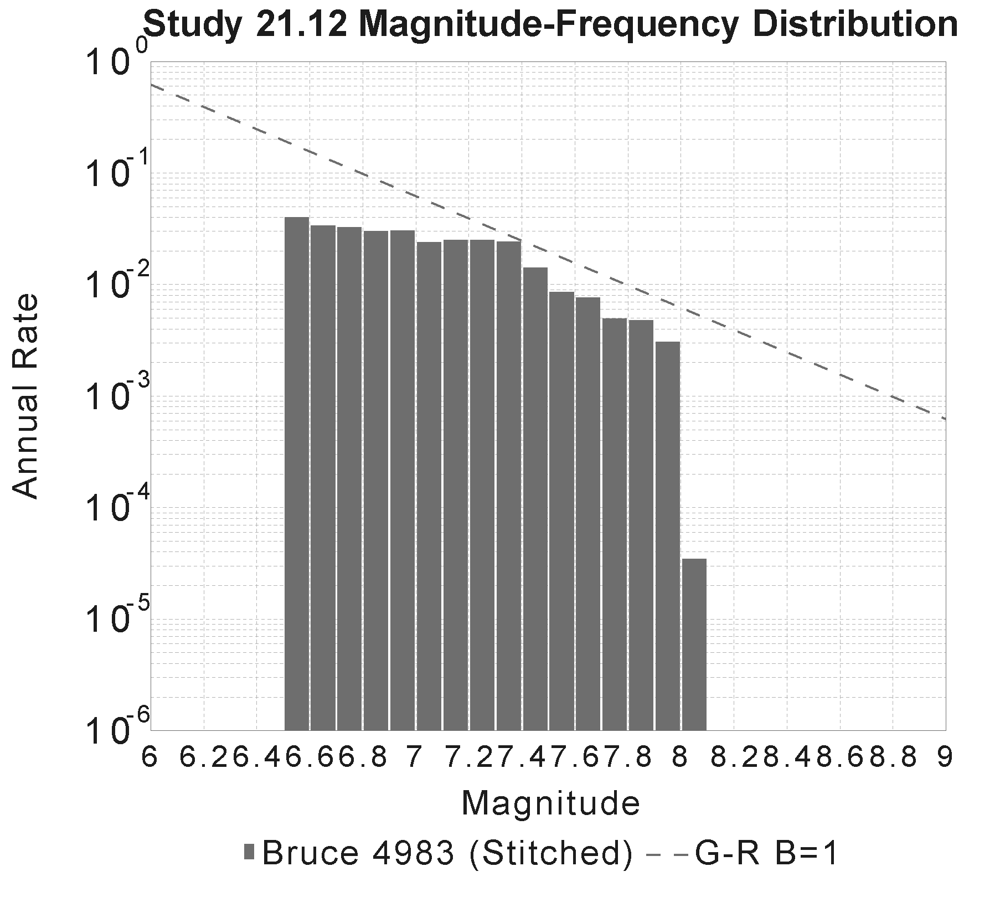 Study 21.12 Magnitude-Frequency Distribution
10^0
10^-1
10^-2
10^-3
10^-4
10^-5
10^-6
Annual Rate
6 6.2 6.4 6.6 6.8 7 7.2 7.4 7.6 7.8 8 8.2 8.4 8.6 8.8 9
Magnitude
Bruce 4983 (Stitched) G-R B=1